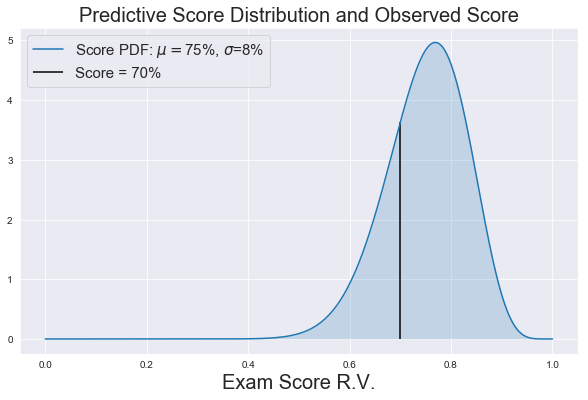 Predictive Score Distribution and Observed Score
Score PDF: μ = 75%, σ=8%
Score = 70%
5
4
3
2
1
0
0.0 0.2 0.4 0.6 0.8 1.0
Exam Score R.V.